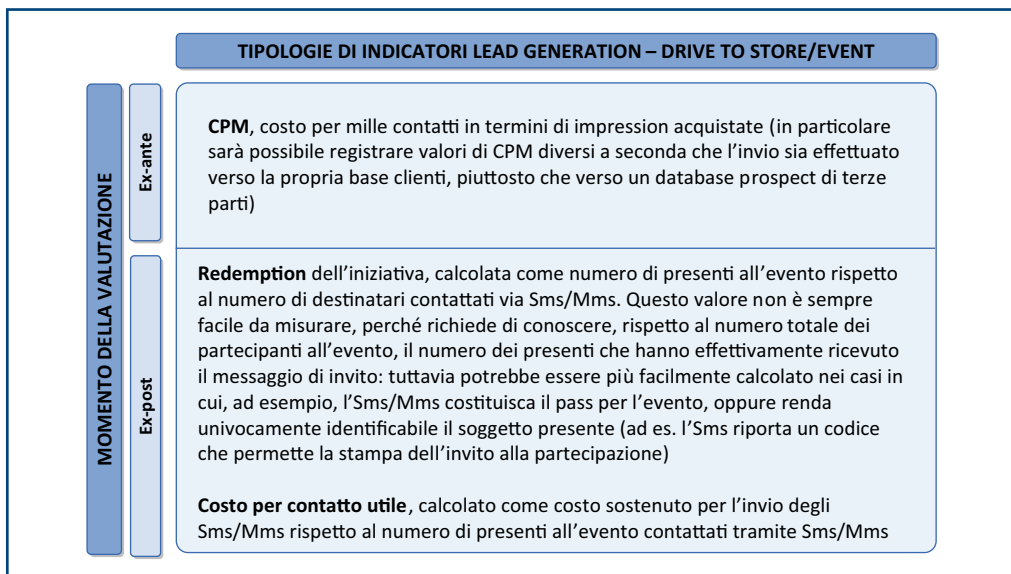 TIPOLOGIE DI INDICATORI LEAD GENERATION – DRIVE TO STORE/EVENT
MOMENTO DELLA VALUTAZIONE
Ex-ante
CPM, costo per mille contatti in termini di impression acquistate (in particolare
sarà possibile registrare valori di CPM diversi a seconda che l’invio sia effettuato
verso la propria base clienti, piuttosto che verso un database prospect di terze
parti)
Ex-post
Redemption dell’iniziativa, calcolata come numero di presenti all’evento rispetto
al numero di destinatari contattati via Sms/Mms. Questo valore non è sempre
facile da misurare, perché richiede di conoscere, rispetto al numero totale dei
partecipanti all’evento, il numero dei presenti che hanno effettivamente ricevuto
il messaggio di invito: tuttavia potrebbe essere più facilmente calcolato nei casi in
cui, ad esempio, l’Sms/Mms costituisca il pass per l’evento, oppure renda
univocamente identificabile il soggetto presente (ad es. l’Sms riporta un codice
che permette la stampa dell’invito alla partecipazione)
Costo per contatto utile, calcolato come costo sostenuto per l’invio degli
Sms/Mms rispetto al numero di presenti all’evento contattati tramite Sms/Mms